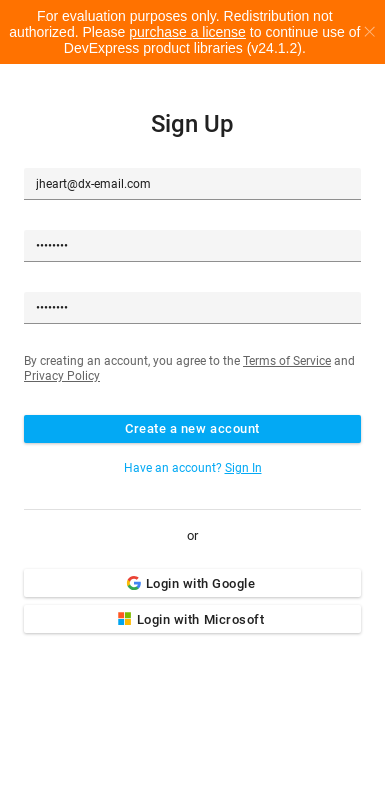 For evaluation purposes only. Redistribution not
authorized. Please purchase a license to continue use of
DevExpress product libraries (v24.1.2).
Sign Up
jheart@dx-email.com
••••••••
••••••••
By creating an account, you agree to the Terms of Service and
Privacy Policy
Create a new account
Have an account? Sign In
or
Login with Google
Login with Microsoft